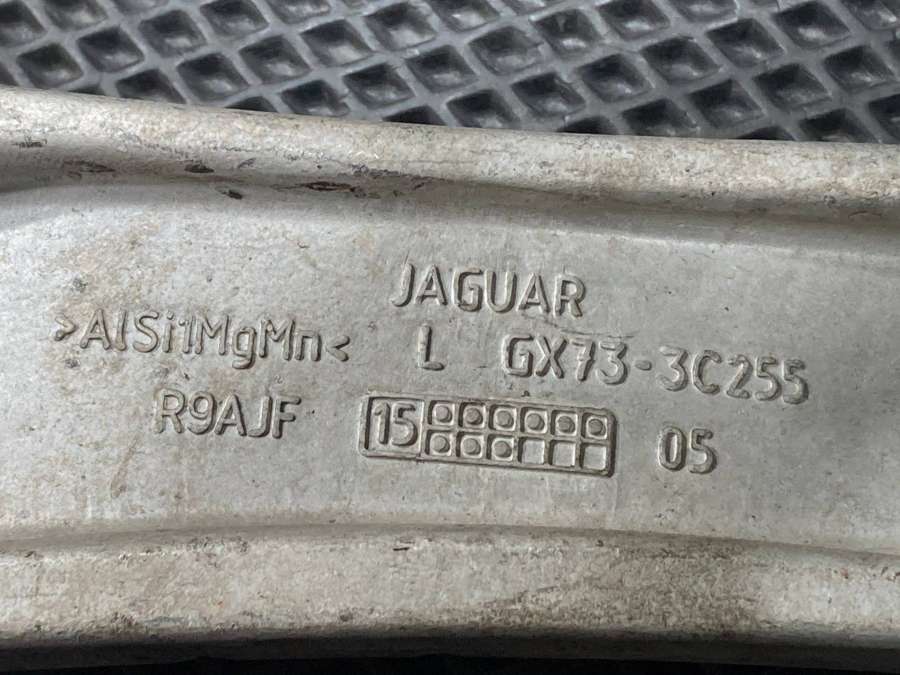 JAGUAR
>AlSi1MgMn< L GX73-3C255
R9AJF 15 05